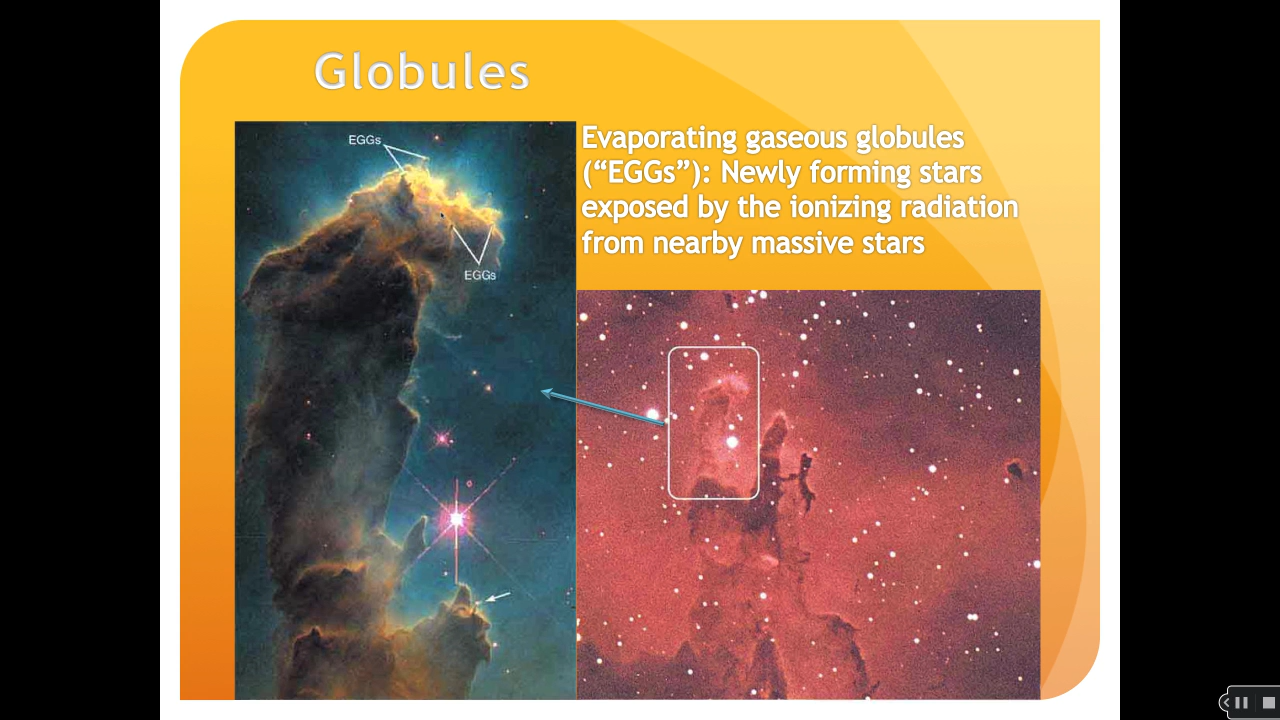 Globules
EGGs
EGGs
Evaporating gaseous globules
(“EGGs”): Newly forming stars
exposed by the ionizing radiation
from nearby massive stars